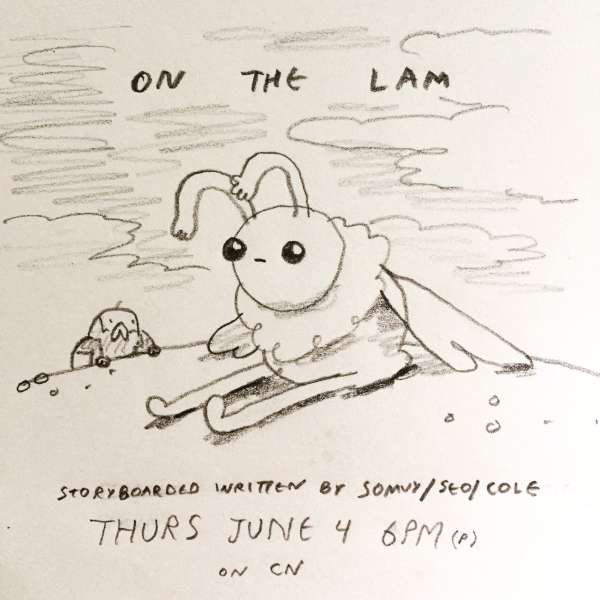 ON THE LAM
STORYBOARDED WRITTEN BY SOMVY/SEO/COLE
THURS JUNE 4 6PM (P)
ON CN